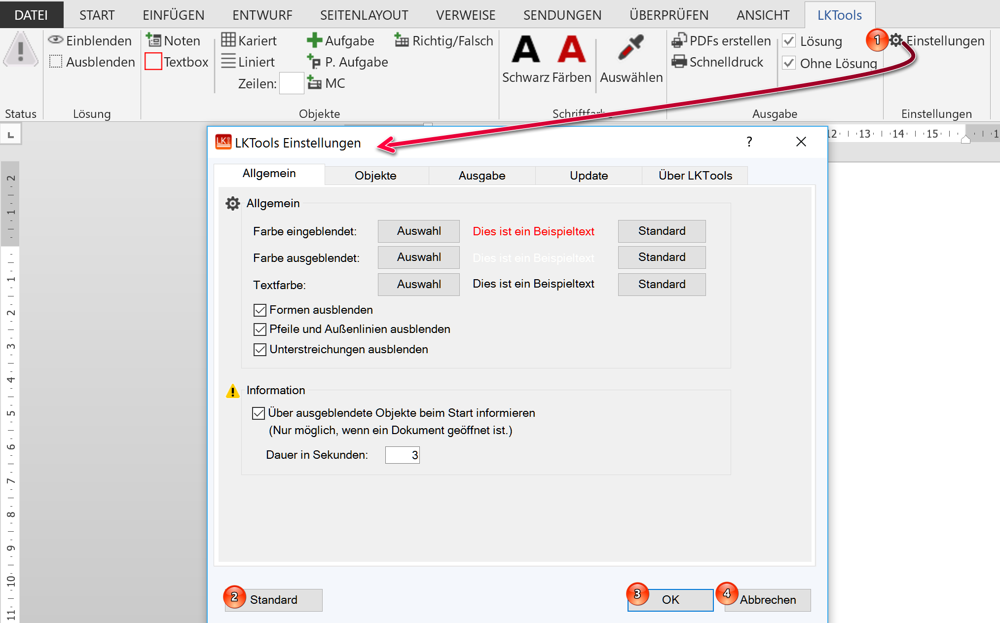 DATEI START EINFÜGEN ENTWURF SEITENLAYOUT VERWEISE SENDUNGEN ÜBERPRÜFEN ANSICHT LKTools
Einblenden Noten Kariert Aufgabe Richtig/Falsch A A PDFs erstellen Lösung 1 Einstellungen
Ausblenden Textbox Liniert P. Aufgabe Schnelldruck Ohne Lösung
Schwarz Färben Auswählen
Zeilen: MC
Status Lösung Objekte Schriftfarbe Ausgabe Einstellungen
12 13 14 15 1
LK LKTools Einstellungen ?
Allgemein Objekte Ausgabe Update Über LKTools
Allgemein
Farbe eingeblendet: Auswahl Dies ist ein Beispieltext Standard
Farbe ausgeblendet: Auswahl Dies ist ein Beispieltext Standard
Textfarbe: Auswahl Dies ist ein Beispieltext Standard
Formen ausblenden
Pfeile und Außenlinien ausblenden
Unterstreichungen ausblenden
Information
Über ausgeblendete Objekte beim Start informieren
(Nur möglich, wenn ein Dokument geöffnet ist.)
Dauer in Sekunden: 3
2 Standard 3 OK 4 Abbrechen
2
1
1
2
3
4
5
6
7
8
9
10
11